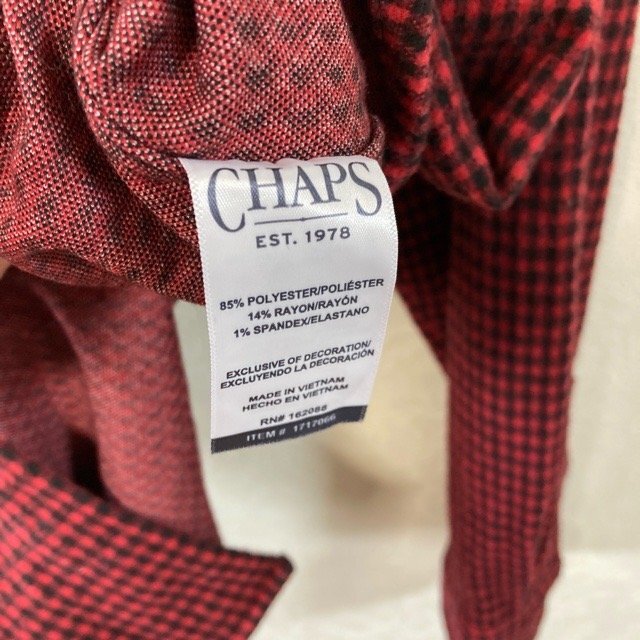 CHAPS
EST. 1978
85% POLYESTER/POLIÉSTER
14% RAYON/RAYÓN
1% SPANDEX/ELASTANO
EXCLUSIVE OF DECORATION/
EXCLUYENDO LA DECORACIÓN
MADE IN VIETNAM
HECHO EN VIETNAM
RN# 162088
ITEM #. 1717066